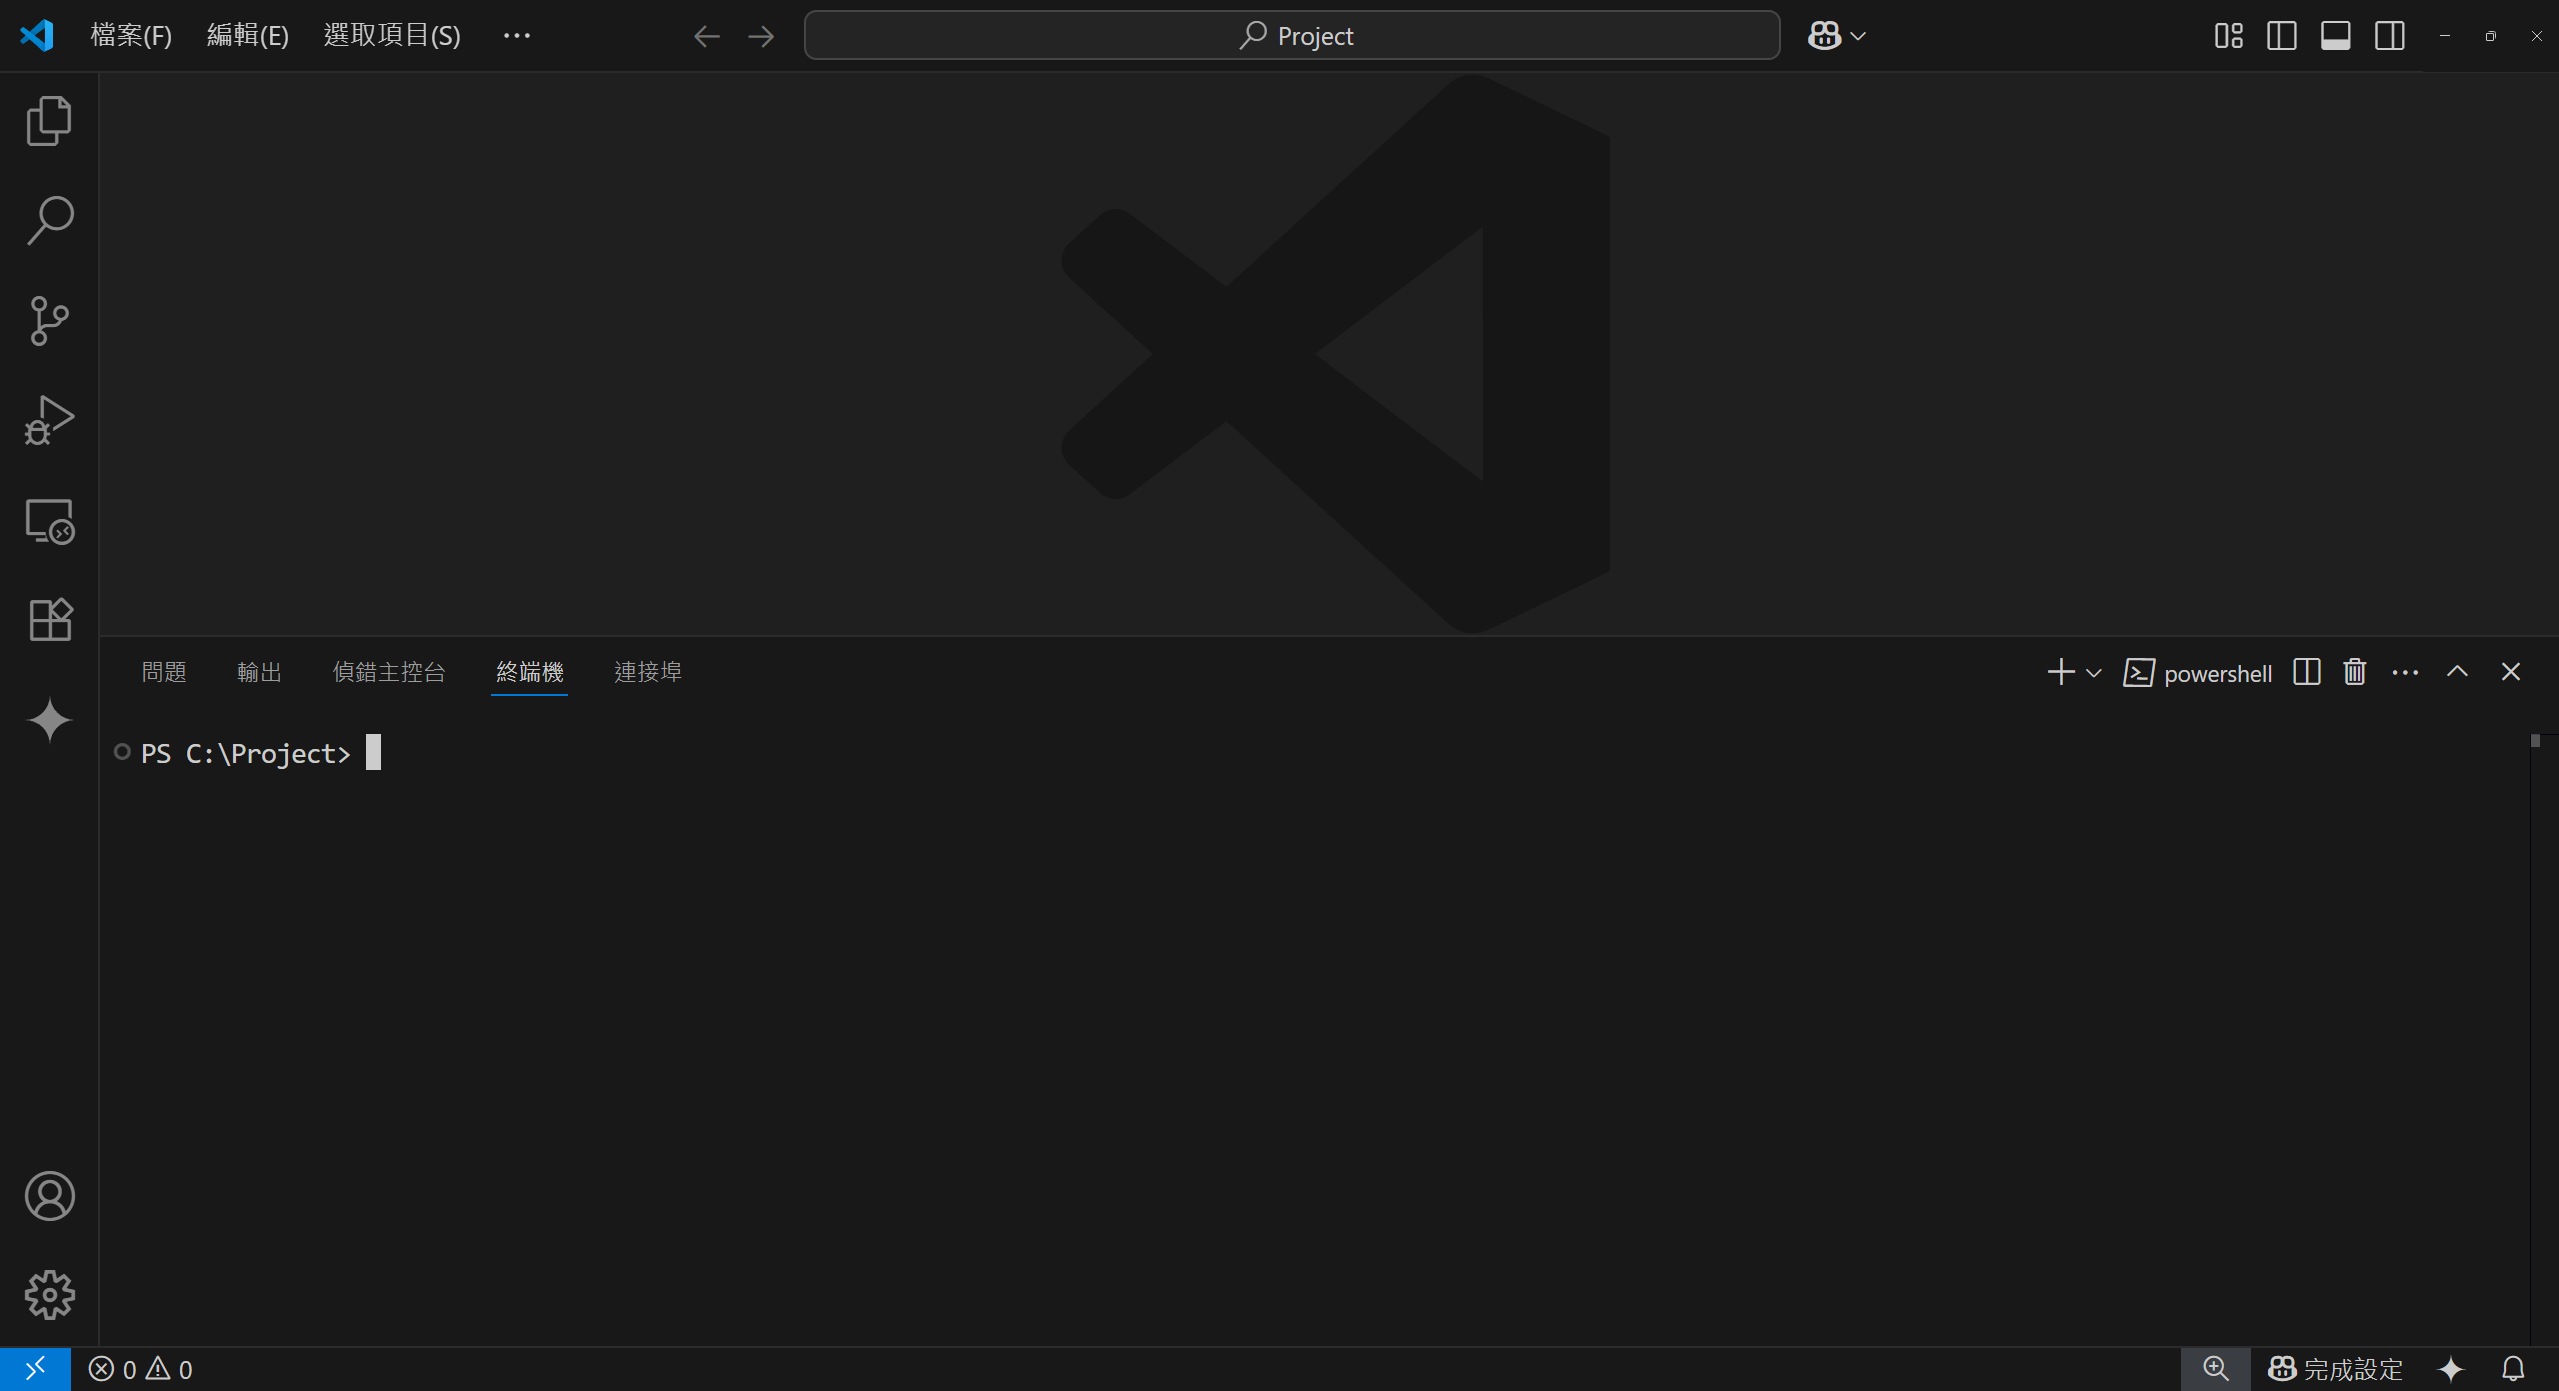 檔案(F) 編輯(E) 選取項目(S) ··· Project
問題 輸出 偵錯主控台 終端機 連接埠 powershell
PS C:\Project>
0 0 完成設定